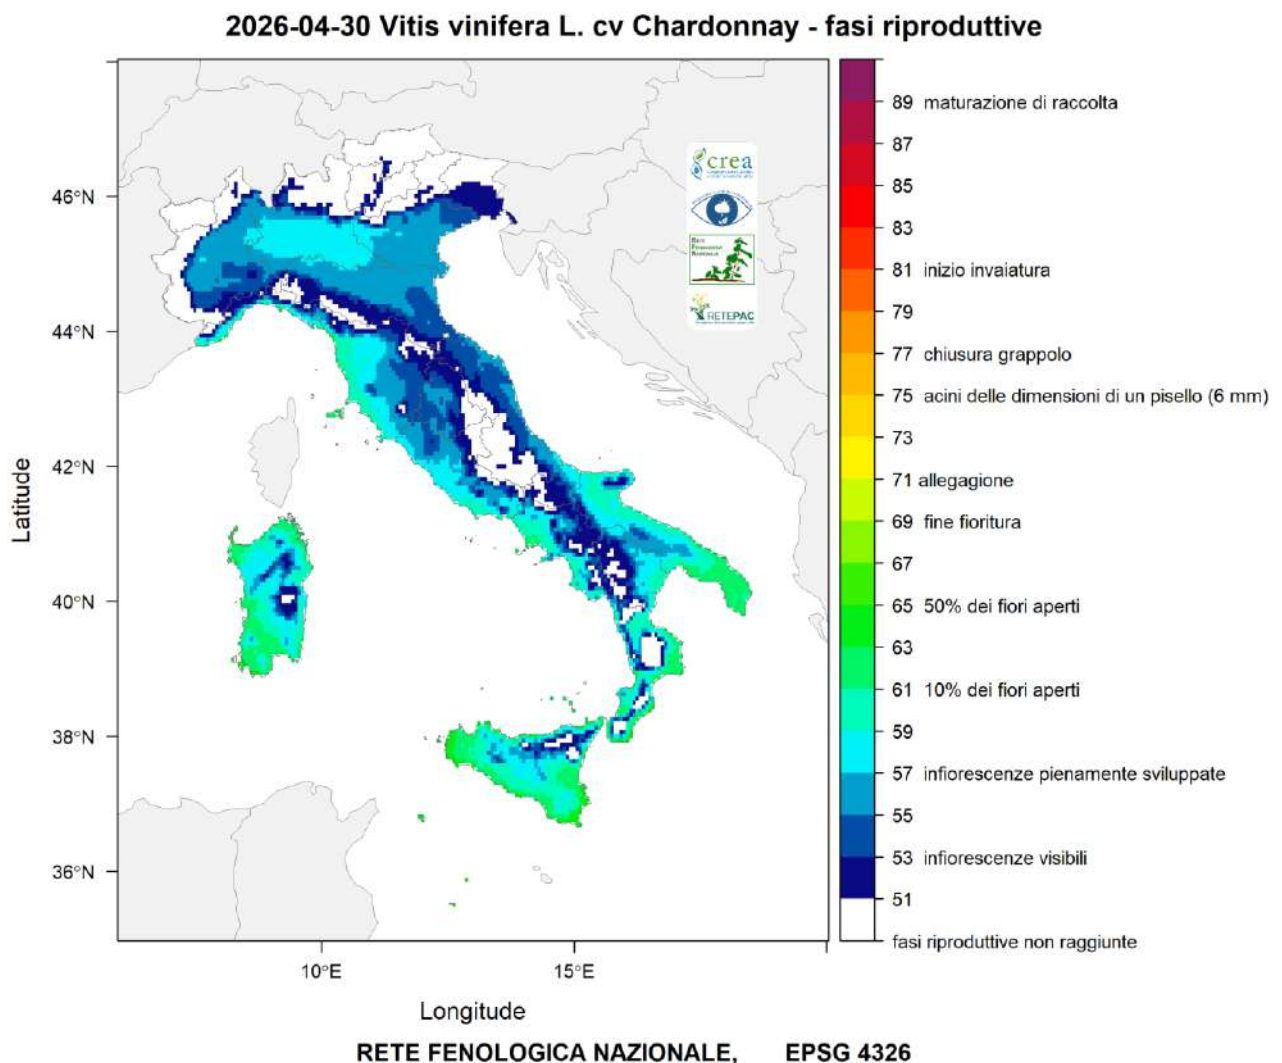 2026-04-30 Vitis vinifera L. cv Chardonnay - fasi riproduttive
89 maturazione di raccolta
87
85
83
81 inizio invaiatura
79
77 chiusura grappolo
75 acini delle dimensioni di un pisello (6 mm)
73
71 allegagione
69 fine fioritura
67
65 50% dei fiori aperti
63
61 10% dei fiori aperti
59
57 infiorescenze pienamente sviluppate
55
53 infiorescenze visibili
51
fasi riproduttive non raggiunte
crea
RETE
FENOLOGICA
NAZIONALE
RETEPAC
46°N
44°N
42°N
40°N
38°N
36°N
Latitude
10°E
15°E
Longitude
RETE FENOLOGICA NAZIONALE, EPSG 4326